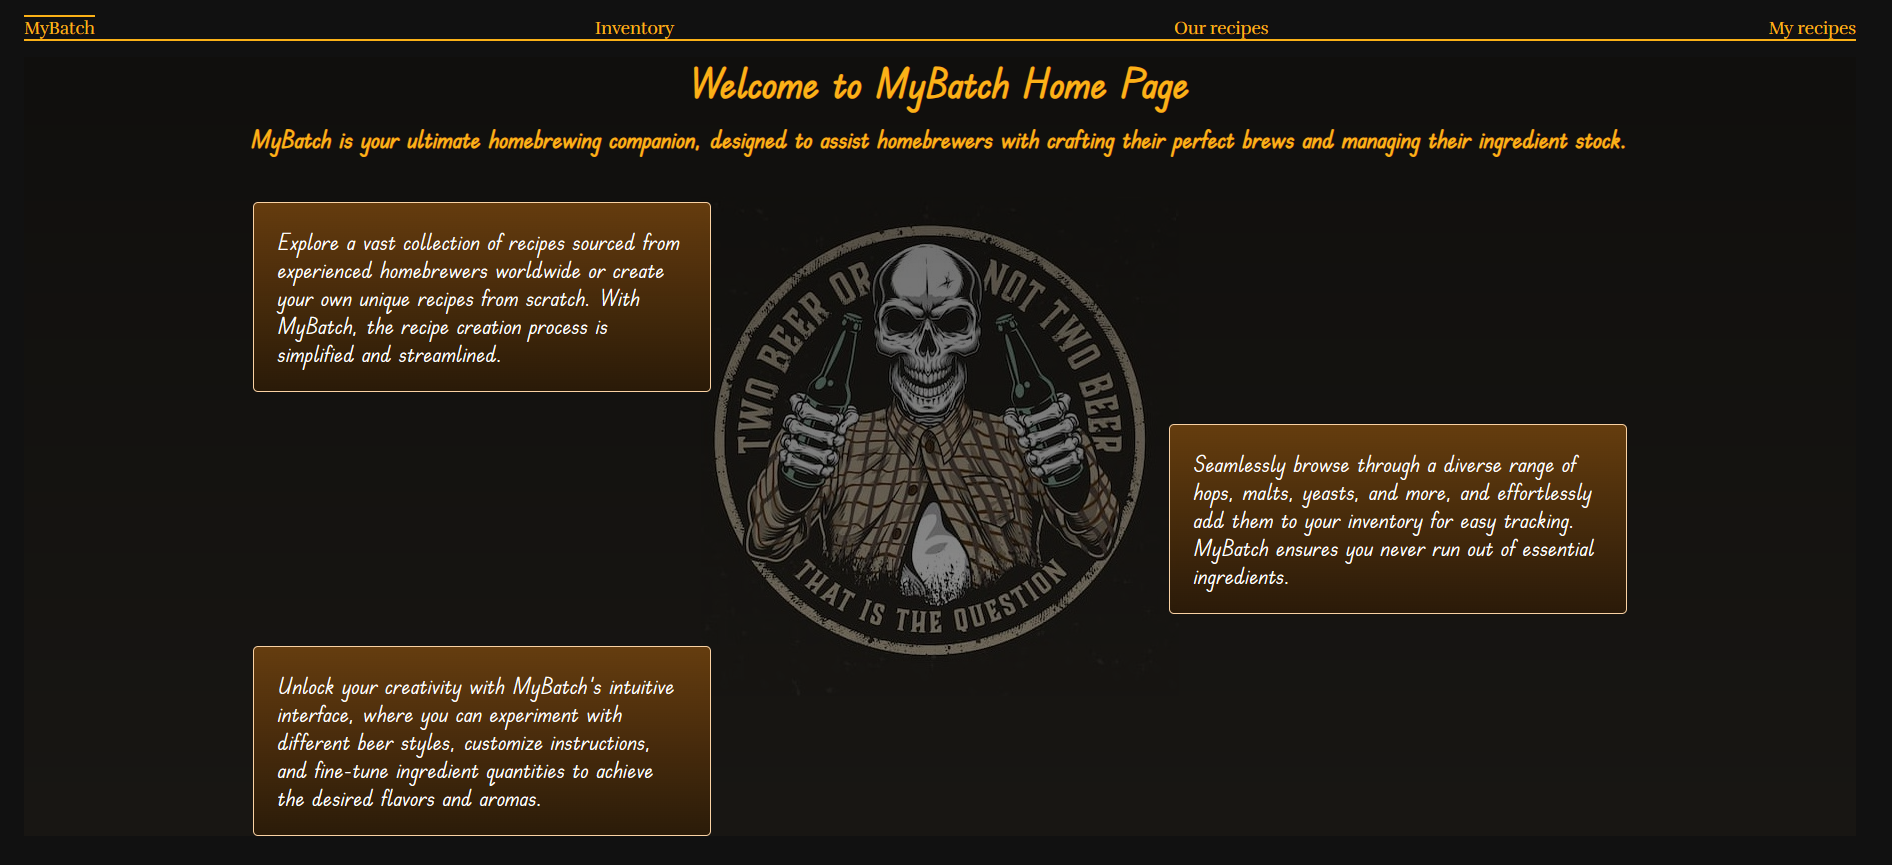 MyBatch
Inventory
Our recipes
My recipes
Welcome to MyBatch Home Page
MyBatch is your ultimate homebrewing companion, designed to assist homebrewers with crafting their perfect brews and managing their ingredient stock.
Explore a vast collection of recipes sourced from
experienced homebrewers worldwide or create
your own unique recipes from scratch. With
MyBatch, the recipe creation process is
simplified and streamlined.
TWO BEER OR NOT TWO BEER
THAT IS THE QUESTION
Seamlessly browse through a diverse range of
hops, malts, yeasts, and more, and effortlessly
add them to your inventory for easy tracking.
MyBatch ensures you never run out of essential
ingredients.
Unlock your creativity with MyBatch's intuitive
interface, where you can experiment with
different beer styles, customize instructions,
and fine-tune ingredient quantities to achieve
the desired flavors and aromas.